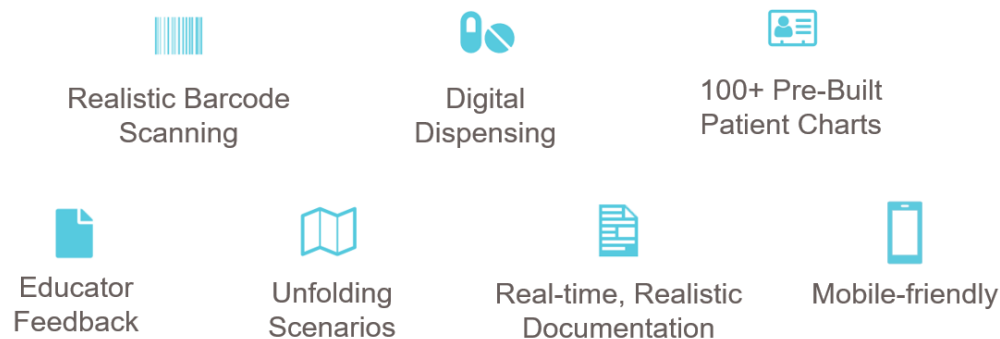 Realistic Barcode
Scanning
Digital
Dispensing
100+ Pre-Built
Patient Charts
Educator
Feedback
Unfolding
Scenarios
Real-time, Realistic
Documentation
Mobile-friendly